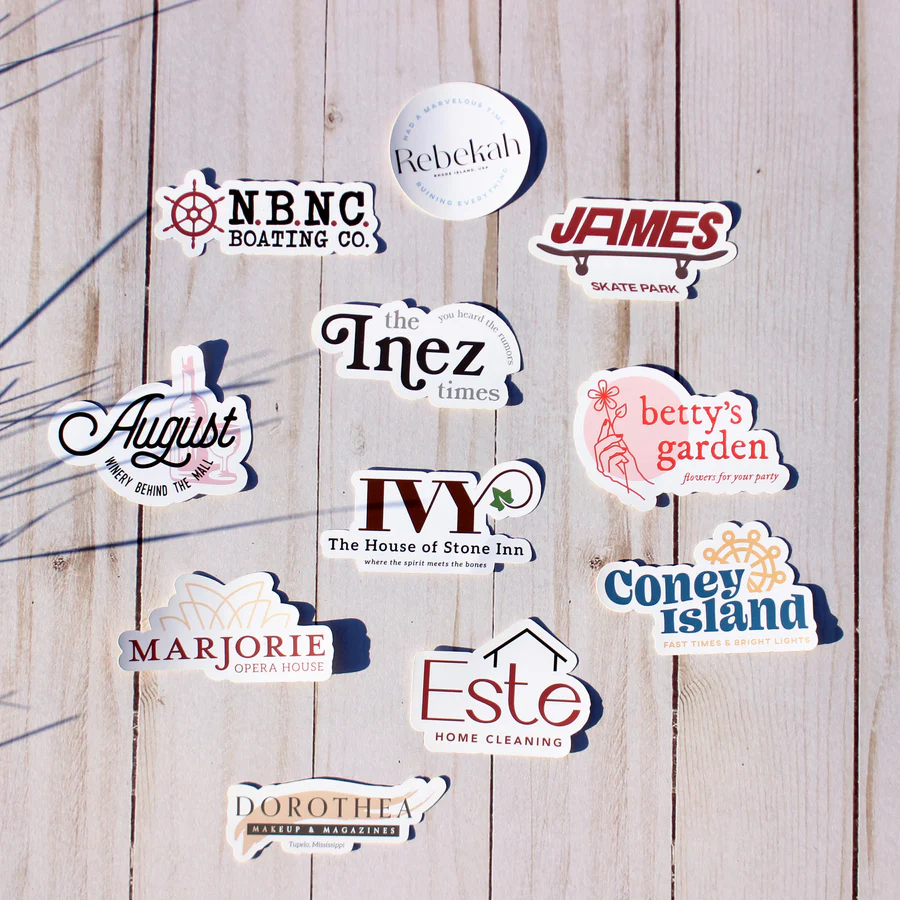 HAD A MARVELOUS TIME
Rebekah
RHODE ISLAND, USA
RUINING EVERYTHING
N.B.N.C.
BOATING CO.
JAMES
SKATE PARK
the
you heard the rumors
Inez
times
August
WINERY BEHIND THE MALL
betty's
garden
flowers for your party
IVY
The House of Stone Inn
where the spirit meets the bones
Coney
Island
FAST TIMES & BRIGHT LIGHTS
MARJORIE
OPERA HOUSE
Este
HOME CLEANING
DOROTHEA
MAKEUP & MAGAZINES
Tupelo, Mississippi